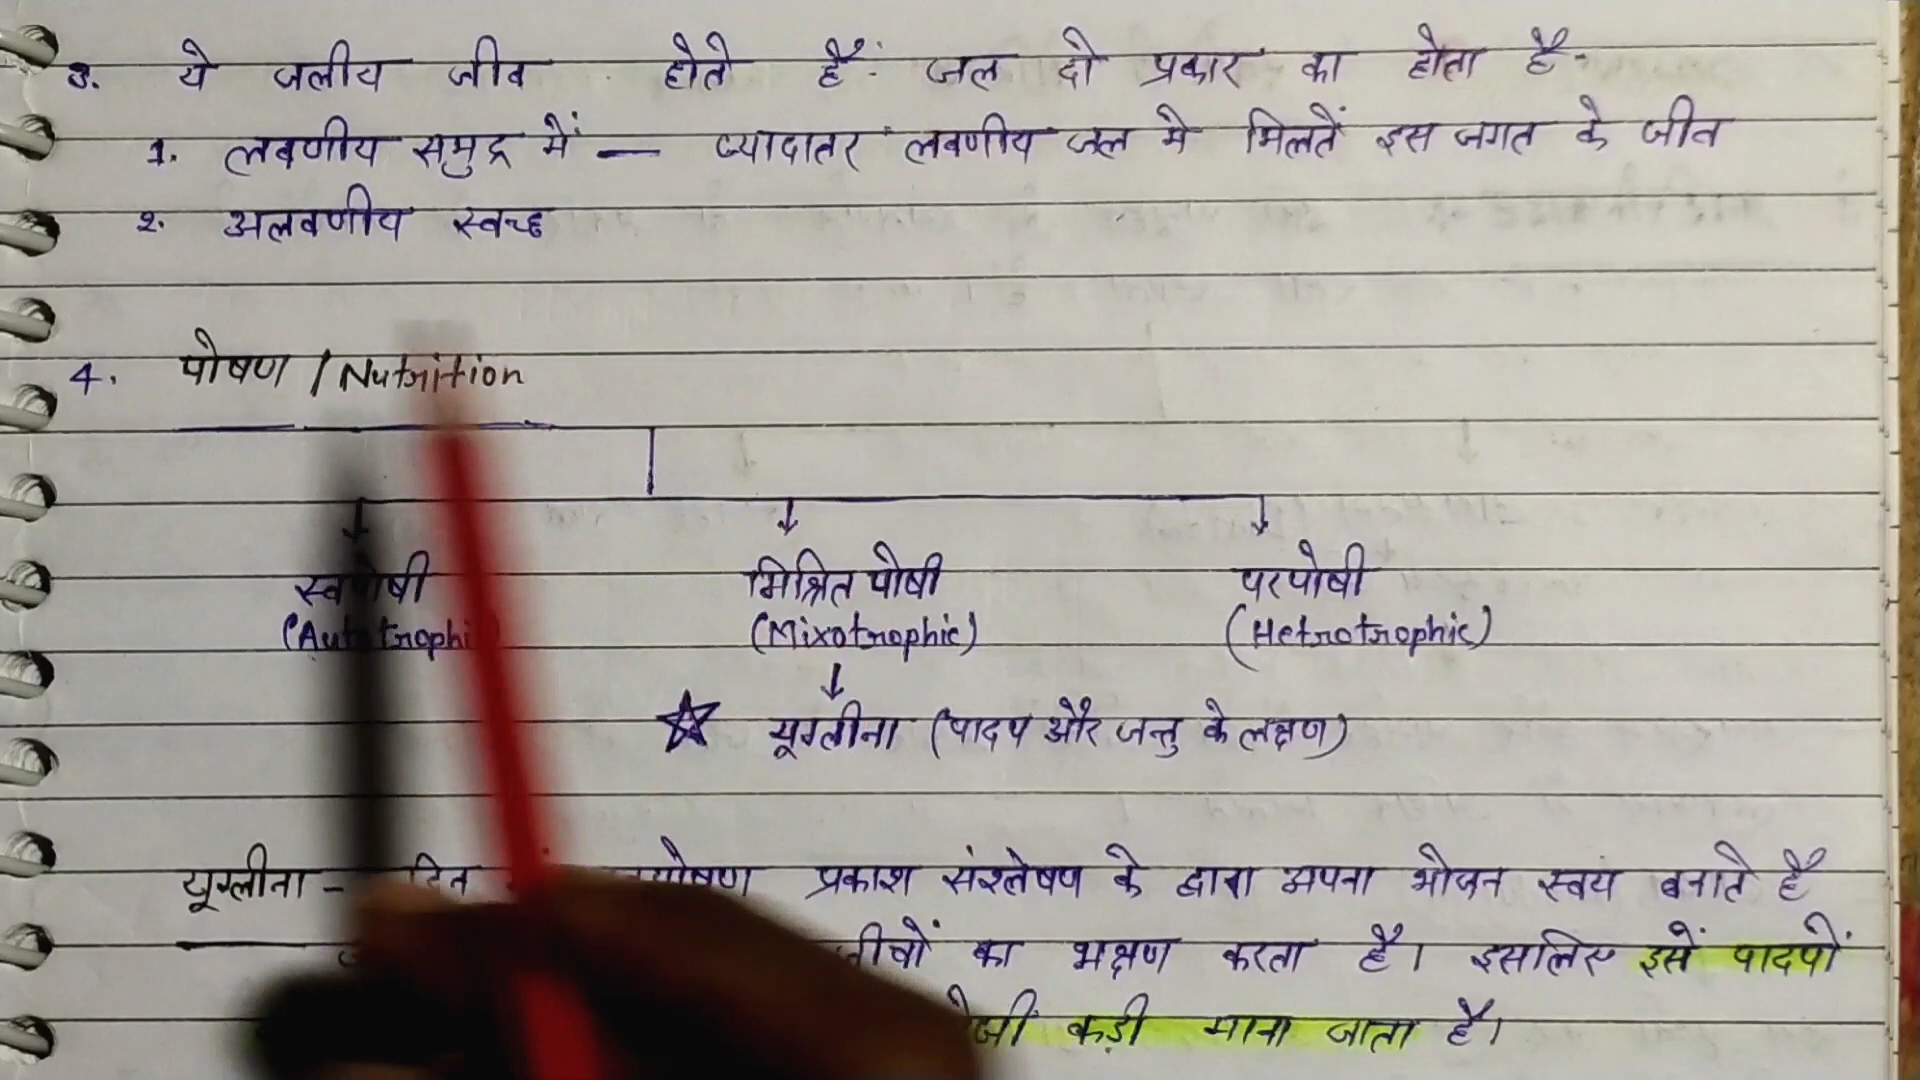 3. ये जलीय जीव होते हैं. जल दो प्रकार का होता है-
1. लवणीय समुद्र में — ज्यादातर लवणीय जल मे मिलतें इस जगत के जीव
2. अलवणीय स्वच्छ
4. पोषण / Nutrition
स्वपोषी मिश्रित पोषी परपोषी
(Autotrophi (Mixotrophic) (Hetrotrophic)
यूग्लीना (पादप और जन्तु के लक्षण)
यूग्लीना - दिन प्रकाश संश्लेषण के द्वारा अपना भोजन स्वयं बनाते है
जीवों का भक्षण करता है। इसलिए इसें पादपों
कड़ी माना जाता है।